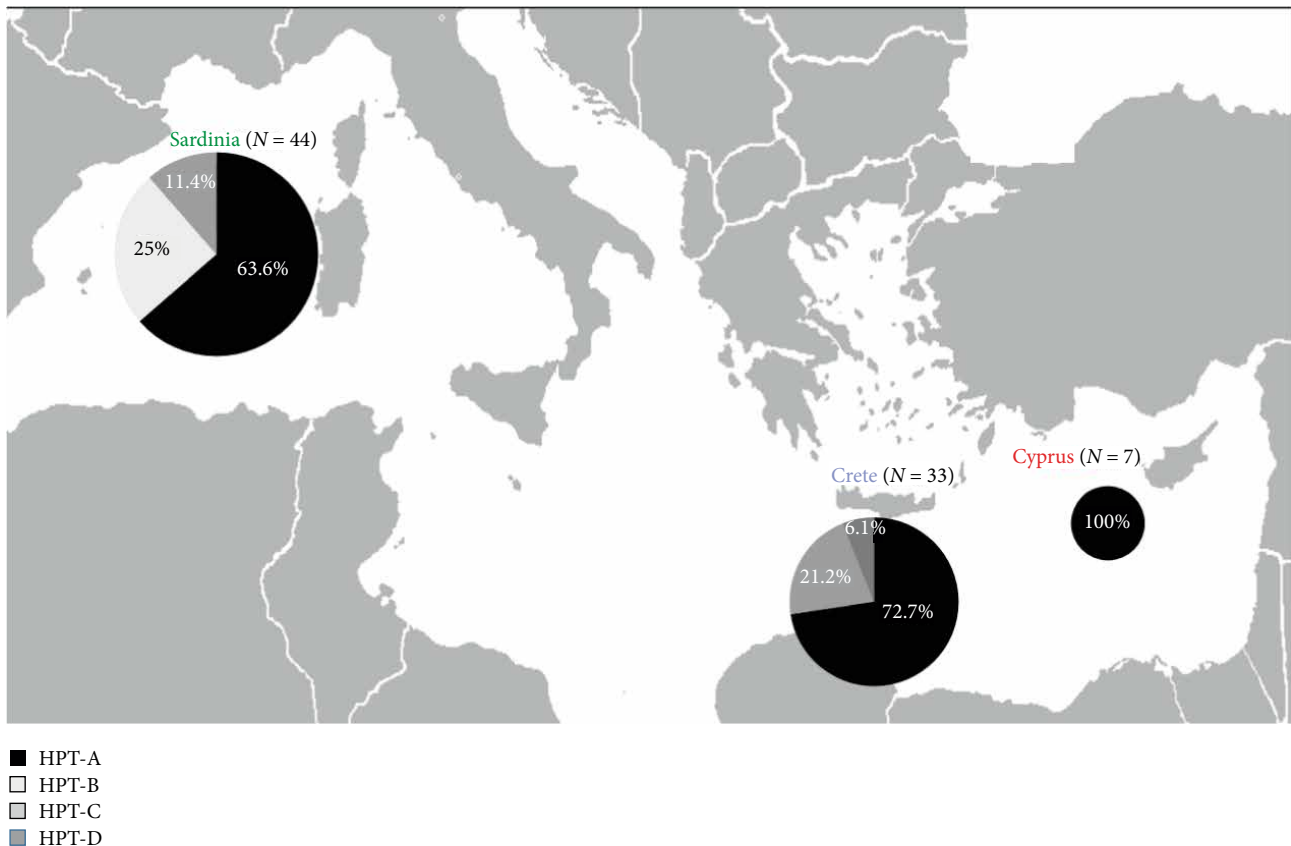 Sardinia (N = 44)
11.4%
25%
63.6%
Cyprus (N = 7)
Crete (N = 33)
100%
6.1%
21.2%
72.7%
HPT-A
HPT-B
HPT-C
HPT-D